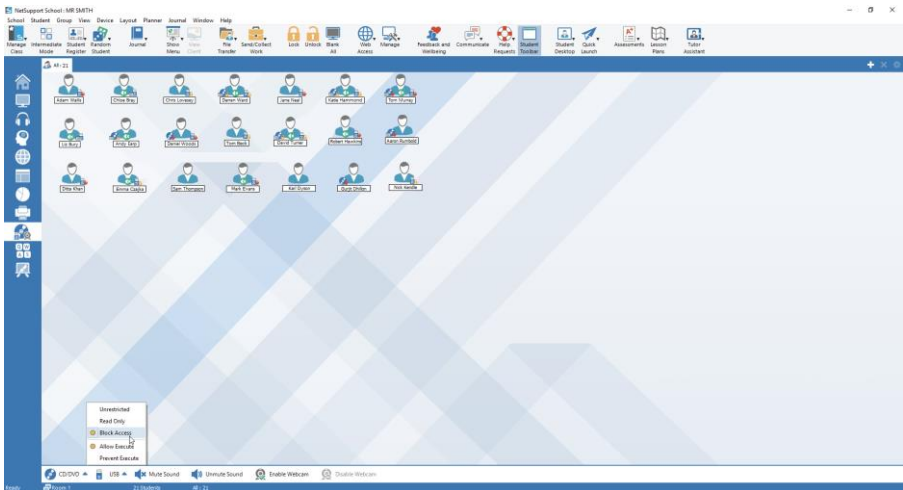 NetSupport School: MR SMITH
School Student Group View Device Layout Planner Journal Window Help
Manage Class Intermediate Mode Student Register Random Student Journal Show Menu View Client File Transfer Send/Collect Work Lock Unlock Blank All Web Access Manage Feedback and Wellbeing Communicate Help Requests Student Toolbar Student Desktop Quick Launch Assessments Lesson Plans Tutor Assistant
All : 21
Adam Watts Chloe Bray Chris Lovesey Darren Ward Jane Neal Katie Hammond Tom Murray
Liz Bucy Andy Earp Daniel Woods Tom Beck David Turner Robert Hawkins Aaron Rumbold
Diya Khan Emma Czajka Sam Thompson Mark Evans Karl Dyson Gurjit Dhillon Nick Kendle
Unrestricted
Read Only
Block Access
Allow Execute
Prevent Execute
CD/DVD USB Mute Sound Unmute Sound Enable Webcam Disable Webcam
Ready Room 1 21 Students All : 21